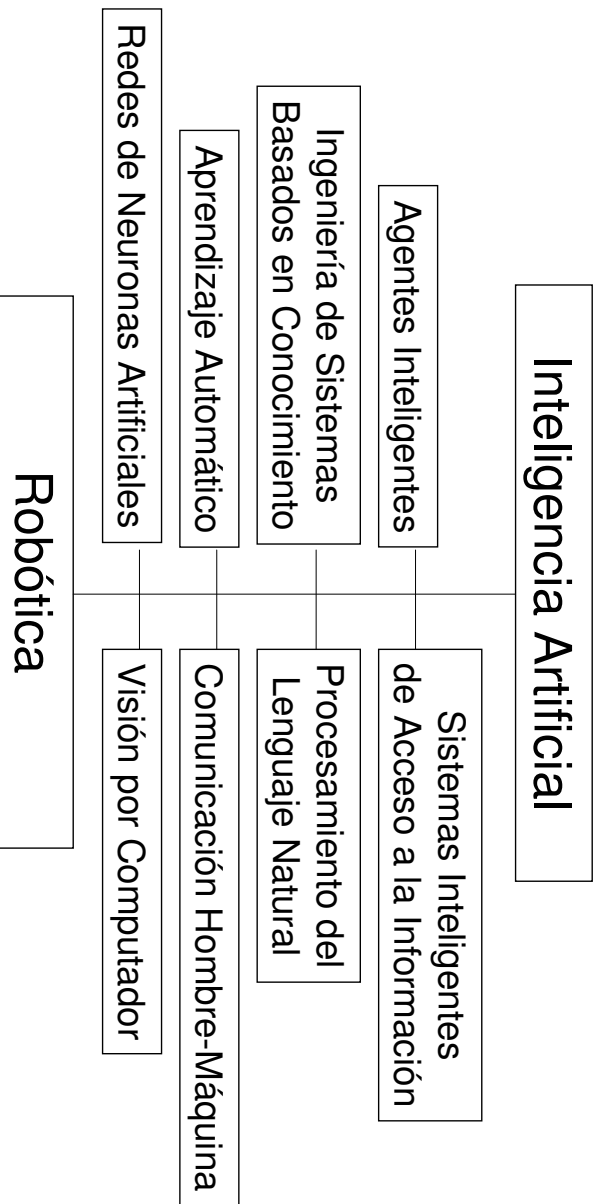 Inteligencia Artificial
Agentes Inteligentes
Sistemas Inteligentes
de Acceso a la Información
Ingeniería de Sistemas
Basados en Conocimiento
Procesamiento del
Lenguaje Natural
Aprendizaje Automático
Comunicación Hombre-Máquina
Redes de Neuronas Artificiales
Visión por Computador
Robótica